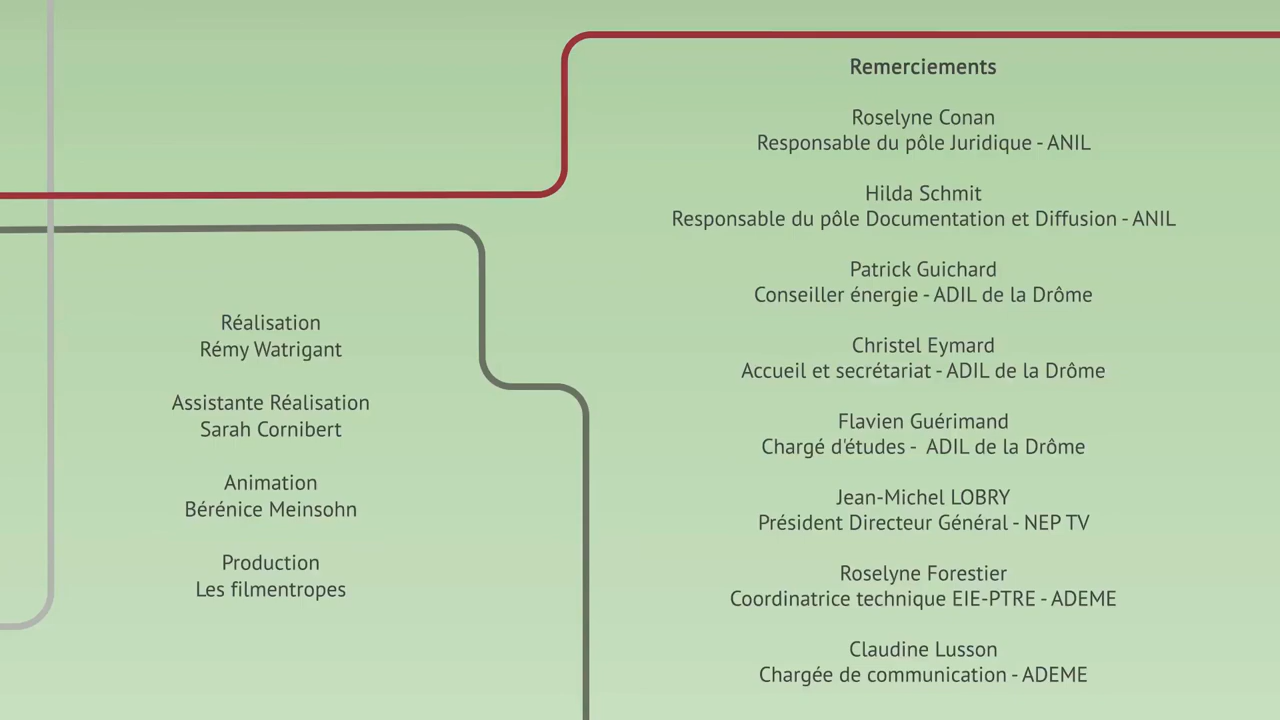 Réalisation
Rémy Watrigant
Assistante Réalisation
Sarah Cornibert
Animation
Bérénice Meinsohn
Production
Les filmentropes
Remerciements
Roselyne Conan
Responsable du pôle Juridique - ANIL
Hilda Schmit
Responsable du pôle Documentation et Diffusion - ANIL
Patrick Guichard
Conseiller énergie - ADIL de la Drôme
Christel Eymard
Accueil et secrétariat - ADIL de la Drôme
Flavien Guérimand
Chargé d'études -  ADIL de la Drôme
Jean-Michel LOBRY
Président Directeur Général - NEP TV
Roselyne Forestier
Coordinatrice technique EIE-PTRE - ADEME
Claudine Lusson
Chargée de communication - ADEME